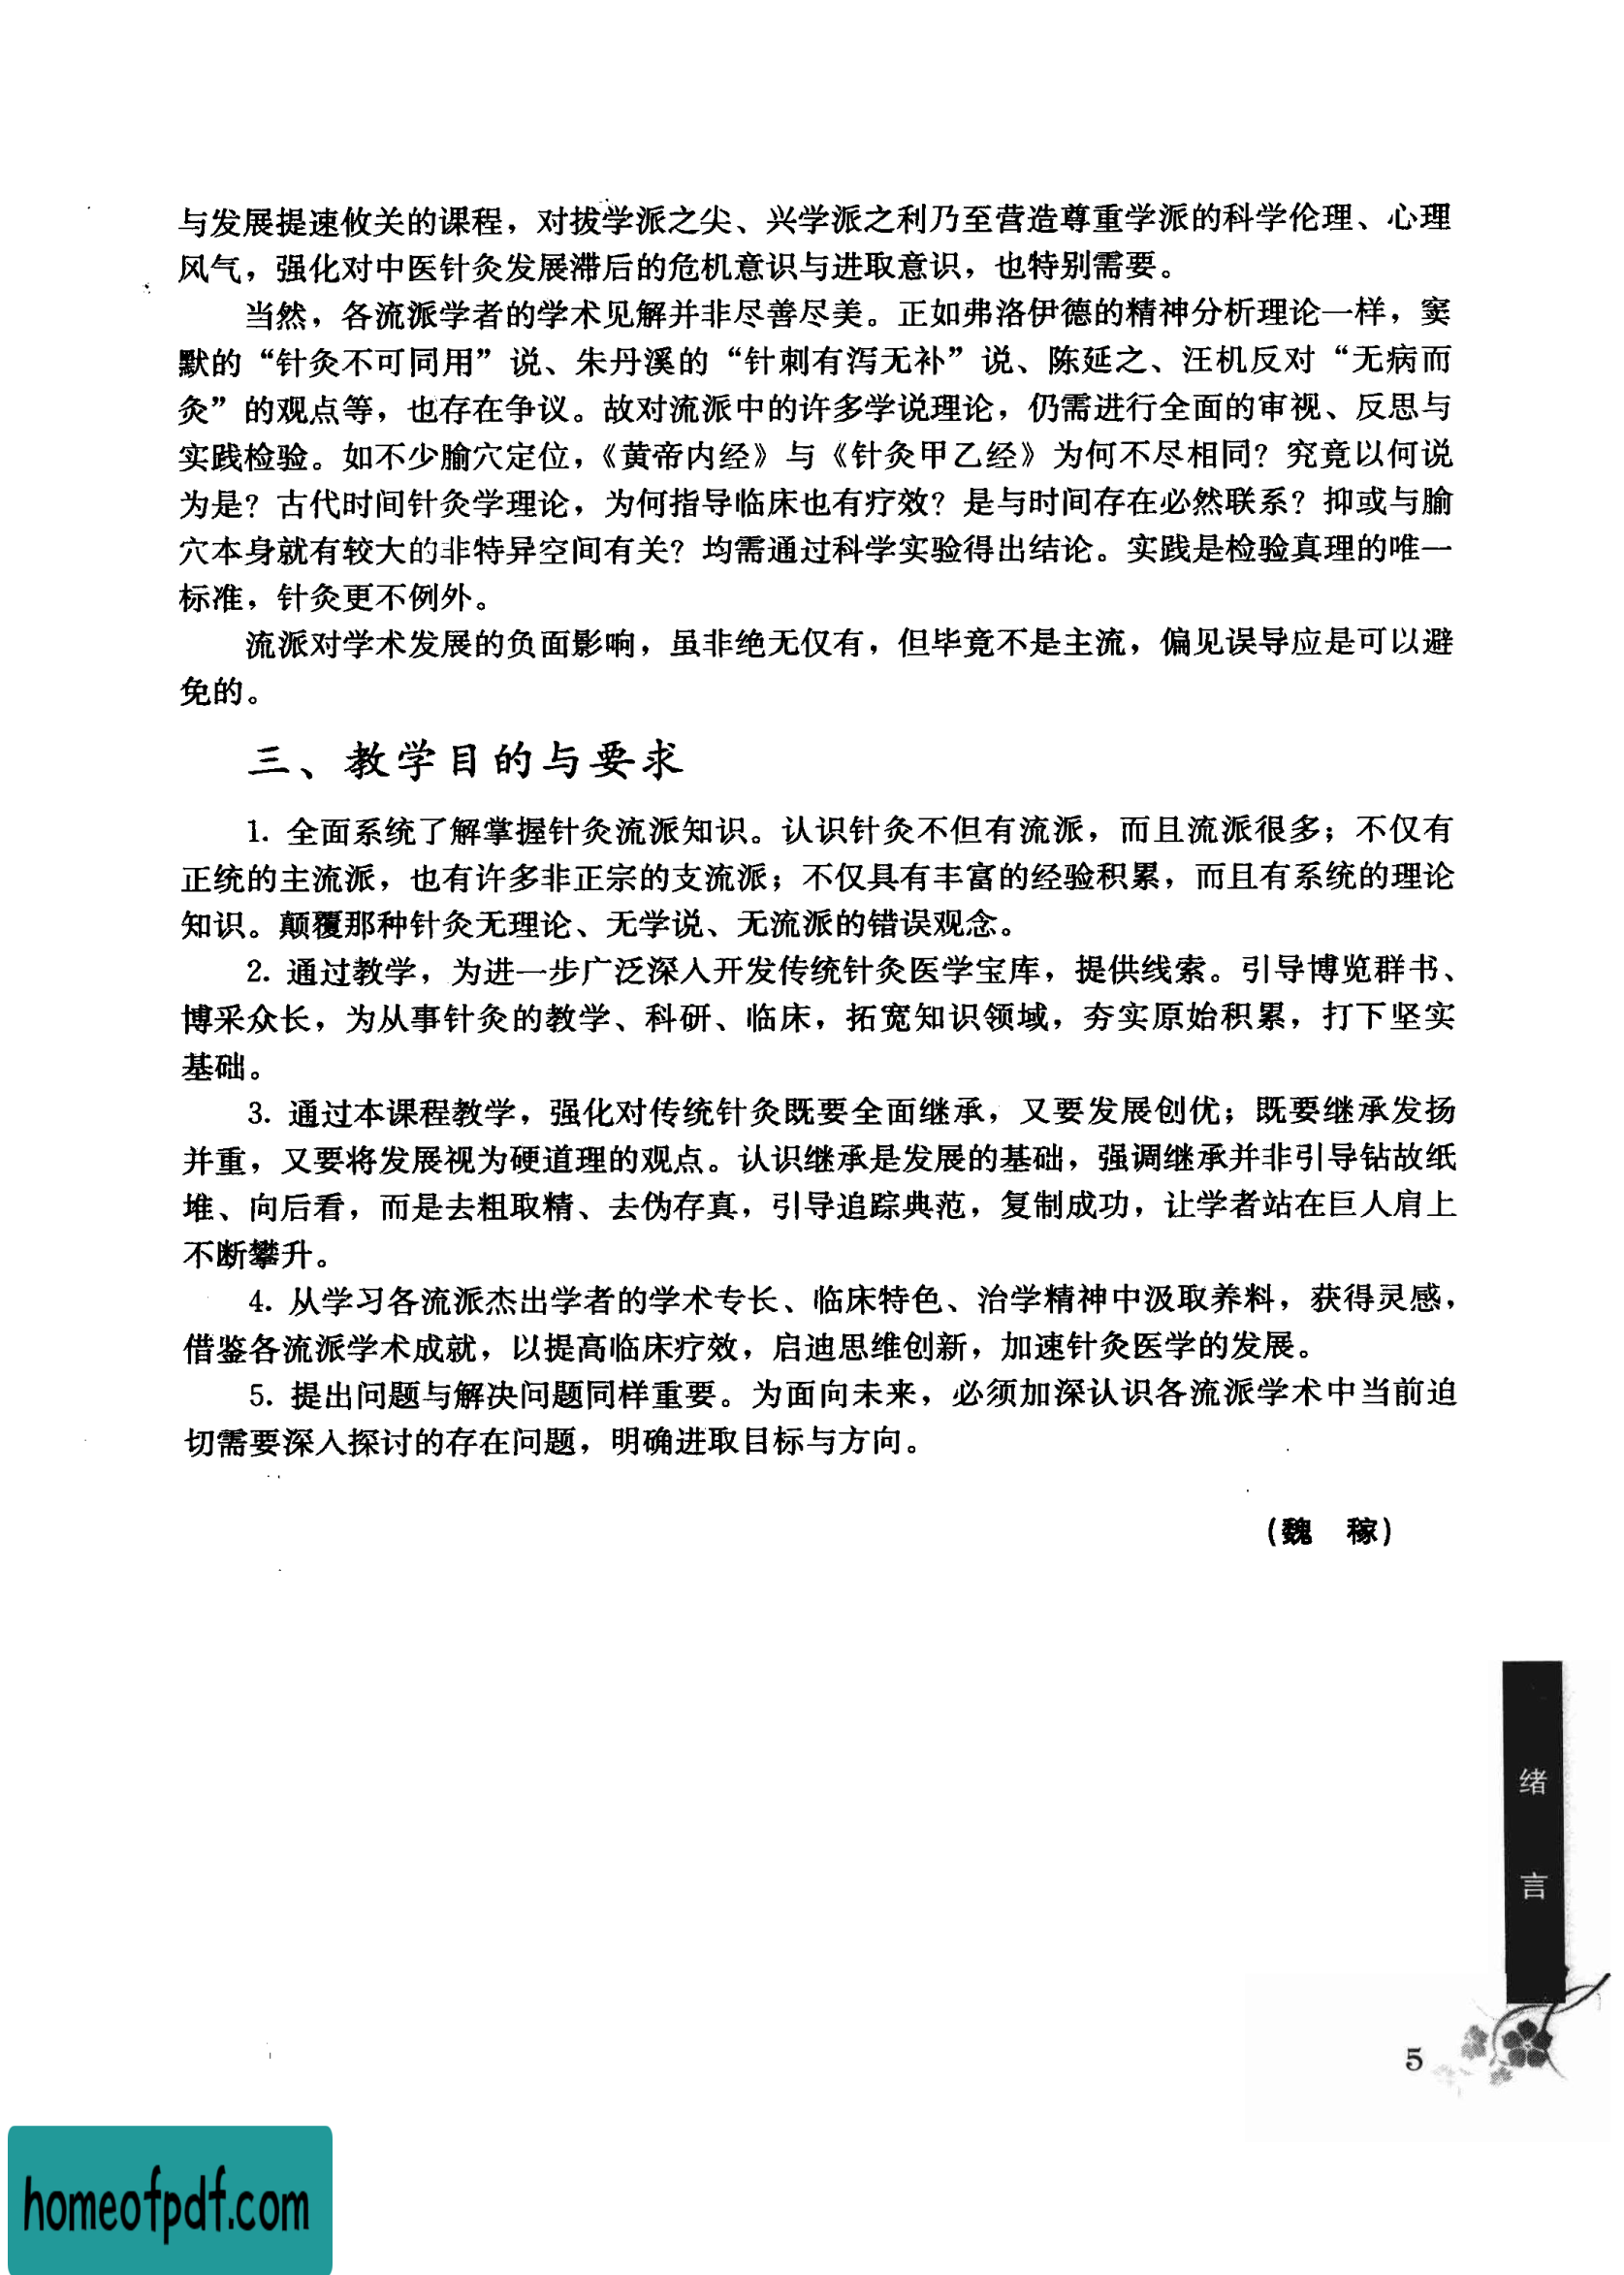 与发展提速攸关的课程，对拔学派之尖、兴学派之利乃至营造尊重学派的科学伦理、心理
风气，强化对中医针灸发展滞后的危机意识与进取意识，也特别需要。
当然，各流派学者的学术见解并非尽善尽美。正如弗洛伊德的精神分析理论一样，窦
默的“针灸不可同用”说、朱丹溪的“针刺有泻无补”说、陈延之、汪机反对“无病而
灸”的观点等，也存在争议。故对流派中的许多学说理论，仍需进行全面的审视、反思与
实践检验。如不少腧穴定位，《黄帝内经》与《针灸甲乙经》为何不尽相同？究竟以何说
为是？古代时间针灸学理论，为何指导临床也有疗效？是与时间存在必然联系？抑或与腧
穴本身就有较大的非特异空间有关？均需通过科学实验得出结论。实践是检验真理的唯一
标准，针灸更不例外。
流派对学术发展的负面影响，虽非绝无仅有，但毕竟不是主流，偏见误导应是可以避
免的。
三、教学目的与要求
1. 全面系统了解掌握针灸流派知识。认识针灸不但有流派，而且流派很多；不仅有
正统的主流派，也有许多非正宗的支流派；不仅具有丰富的经验积累，而且有系统的理论
知识。颠覆那种针灸无理论、无学说、无流派的错误观念。
2. 通过教学，为进一步广泛深入开发传统针灸医学宝库，提供线索。引导博览群书、
博采众长，为从事针灸的教学、科研、临床，拓宽知识领域，夯实原始积累，打下坚实
基础。
3. 通过本课程教学，强化对传统针灸既要全面继承，又要发展创优；既要继承发扬
并重，又要将发展视为硬道理的观点。认识继承是发展的基础，强调继承并非引导钻故纸
堆、向后看，而是去粗取精、去伪存真，引导追踪典范，复制成功，让学者站在巨人肩上
不断攀升。
4. 从学习各流派杰出学者的学术专长、临床特色、治学精神中汲取养料，获得灵感，
借鉴各流派学术成就，以提高临床疗效，启迪思维创新，加速针灸医学的发展。
5. 提出问题与解决问题同样重要。为面向未来，必须加深认识各流派学术中当前迫
切需要深入探讨的存在问题，明确进取目标与方向。
（魏　稼）
绪
言
5
homeofpdf.com